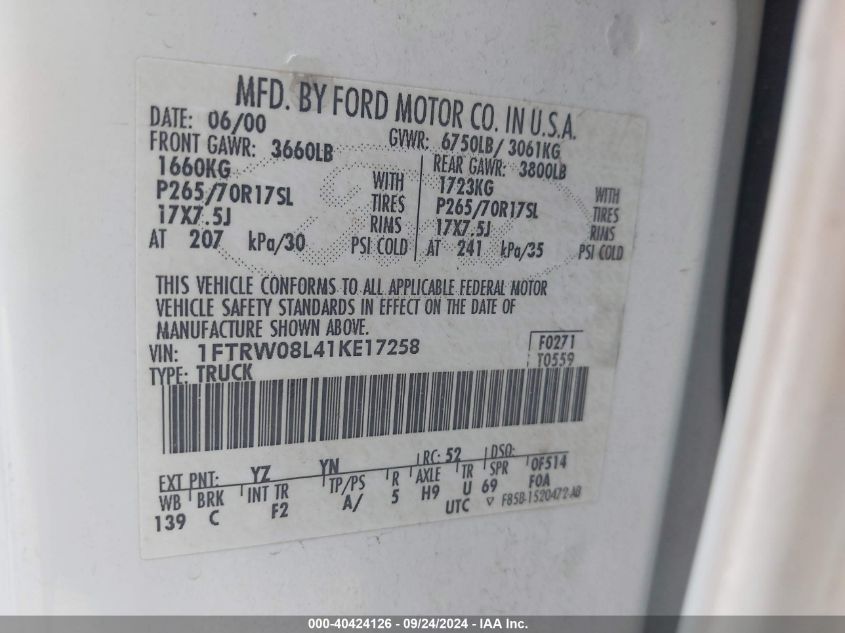 MFD. BY FORD MOTOR CO. IN U.S.A.
DATE: 06/00 GVWR: 6750LB/ 3061KG
FRONT GAWR: 3660LB REAR GAWR: 3800LB
1660KG WITH 1723KG WITH
P265/70R17SL TIRES P265/70R17SL TIRES
17X7.5J RIMS 17X7.5J RIMS
AT 207 kPa/30 PSI COLD AT 241 kPa/35 PSI COLD
THIS VEHICLE CONFORMS TO ALL APPLICABLE FEDERAL MOTOR
VEHICLE SAFETY STANDARDS IN EFFECT ON THE DATE OF
MANUFACTURE SHOWN ABOVE.
VIN: 1FTRW08L41KE17258 F0271
TYPE: TRUCK T0559
EXT PNT: YZ YN RC: 52 DSO:
WB BRK INT TR TP/PS R AXLE TR SPR 0F514
139 C F2 A/ 5 H9 U 69 F0A
UTC F85B-1520472-AB
000-40424126 - 09/24/2024 - IAA Inc.